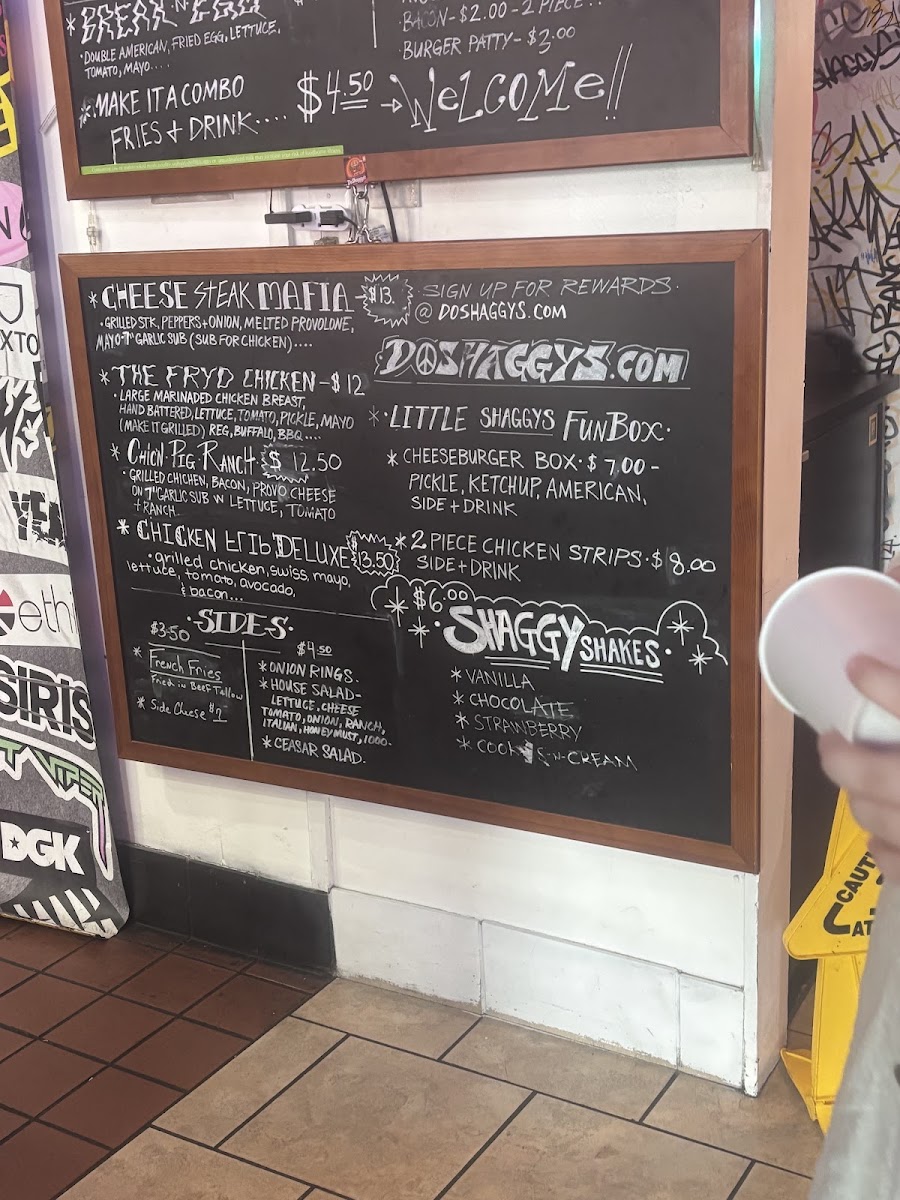 BREAK N EGG
• DOUBLE AMERICAN, FRIED EGG, LETTUCE,
TOMATO, MAYO....
* MAKE IT A COMBO
FRIES + DRINK.... $4.50
BACON - $2.00 - 2 PIECE..
BURGER PATTY - $3.00
→ WELCOME!!
* CHEESE STEAK MAFIA - $13.
• GRILLED STK, PEPPERS + ONION, MELTED PROVOLONE,
MAYO - 7" GARLIC SUB (SUB FOR CHICKEN)....
* THE FRYD CHICKEN - $12
• LARGE MARINADED CHICKEN BREAST,
HAND BATTERED, LETTUCE, TOMATO, PICKLE, MAYO
(MAKE IT GRILLED) REG, BUFFALO, BBQ....
* CHICN-PIG RANCH $12.50
• GRILLED CHICHEN, BACON, PROVO CHEESE
ON 7" GARLIC SUB W LETTUCE, TOMATO
+ RANCH..
* CHICKEN DELUXE $13.50
• grilled chicken, swiss, mayo,
lettuce, tomato, avocado,
& bacon...
• SIDES •
$3.50
* French Fries
Fried in Beef Tallow
* Side Cheese
$4.50
* ONION RINGS.
* HOUSE SALAD -
LETTUCE, CHEESE
TOMATO, ONION, RANCH,
ITALIAN, HONEY MUST, 1000.
* CEASAR SALAD.
• SIGN UP FOR REWARDS •
@ DOSHAGGYS.COM
• DOSHAGGYS.COM
* • LITTLE SHAGGYS FUNBOX •
* CHEESEBURGER BOX • $7.00 -
PICKLE, KETCHUP, AMERICAN,
SIDE + DRINK
* 2 PIECE CHICKEN STRIPS • $8.00
SIDE + DRINK
$6.00
SHAGGY SHAKES •
* VANILLA
* CHOCOLATE
* STRAWBERRY
* S-N-CREAM
ethi
SIRIS
DGK
SHAGGYS
CAUTI